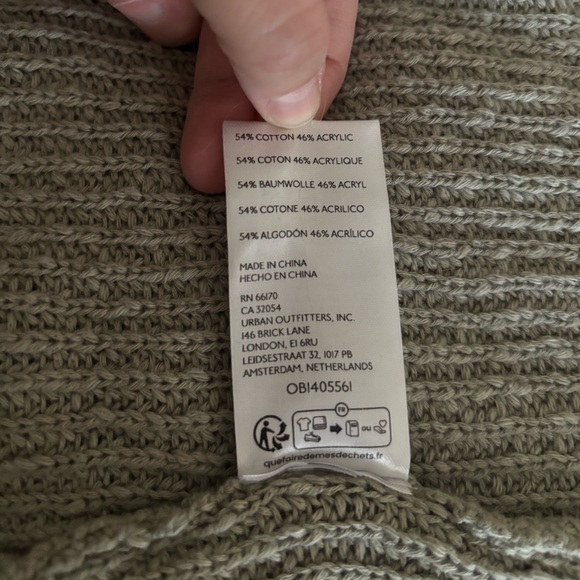 54% COTTON 46% ACRYLIC
54% COTON 46% ACRYLIQUE
54% BAUMWOLLE 46% ACRYL
54% COTONE 46% ACRILICO
54% ALGODÓN 46% ACRÍLICO
MADE IN CHINA
HECHO EN CHINA
RN 66170
CA 32054
URBAN OUTFITTERS, INC.
146 BRICK LANE
LONDON, E1 6RU
LEIDSESTRAAT 32, 1017 PB
AMSTERDAM, NETHERLANDS
OB1405561
FR
OU
quefairedemesdechets.fr